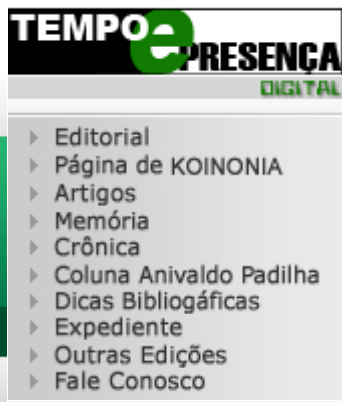 TEMPO e
PRESENÇA
DIGITAL
Editorial
Página de KOINONIA
Artigos
Memória
Crônica
Coluna Anivaldo Padilha
Dicas Bibliogáficas
Expediente
Outras Edições
Fale Conosco